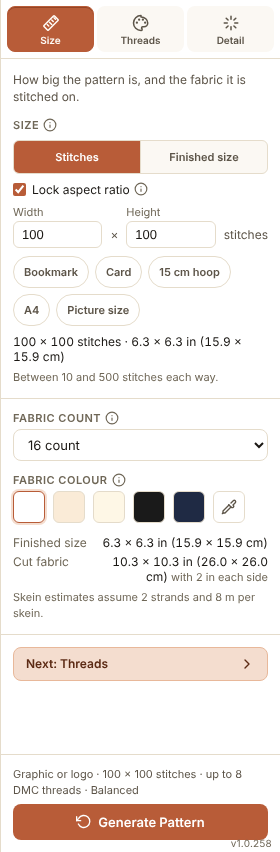 Size
Threads
Detail
How big the pattern is, and the fabric it is
stitched on.
SIZE
Stitches
Finished size
Lock aspect ratio
Width
Height
100 × 100 stitches
Bookmark
Card
15 cm hoop
A4
Picture size
100 × 100 stitches · 6.3 × 6.3 in (15.9 ×
15.9 cm)
Between 10 and 500 stitches each way.
FABRIC COUNT
16 count
FABRIC COLOUR
Finished size 6.3 × 6.3 in (15.9 × 15.9 cm)
Cut fabric 10.3 × 10.3 in (26.0 × 26.0
cm) with 2 in each side
Skein estimates assume 2 strands and 8 m per
skein.
Next: Threads
Graphic or logo · 100 × 100 stitches · up to 8
DMC threads · Balanced
Generate Pattern
v1.0.258